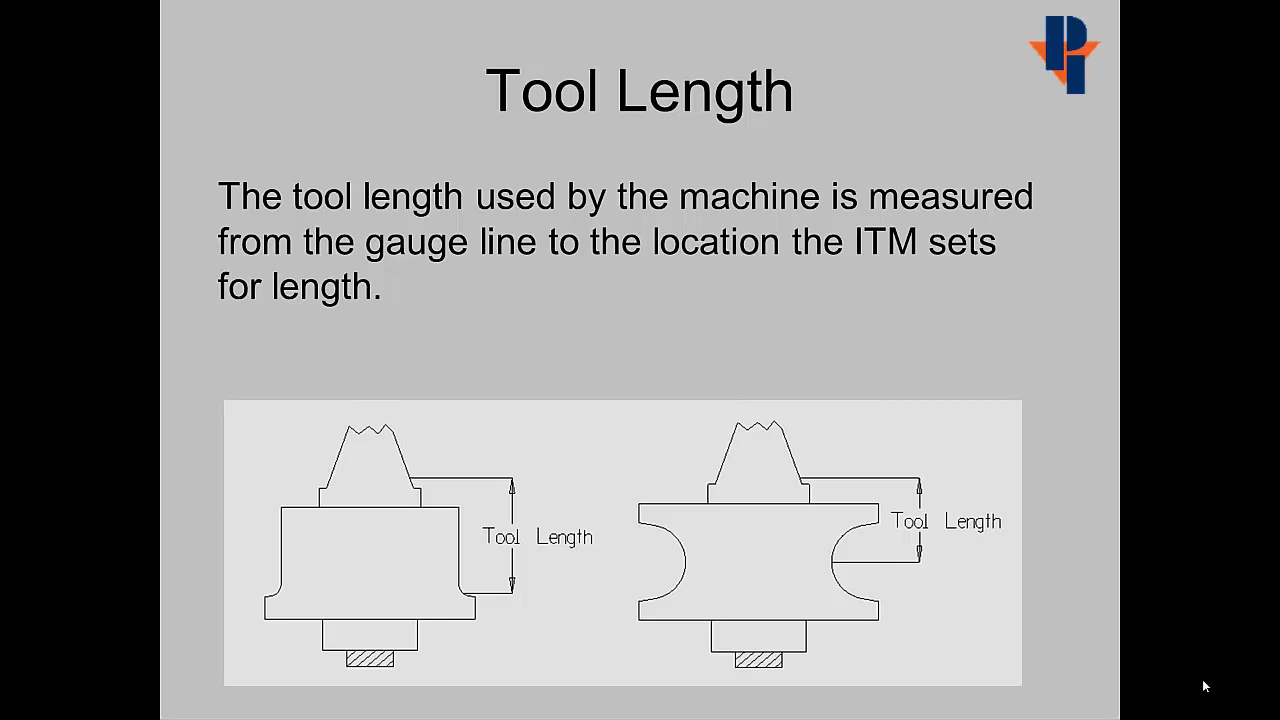 Tool Length
The tool length used by the machine is measured
from the gauge line to the location the ITM sets
for length.
Tool Length
Tool Length